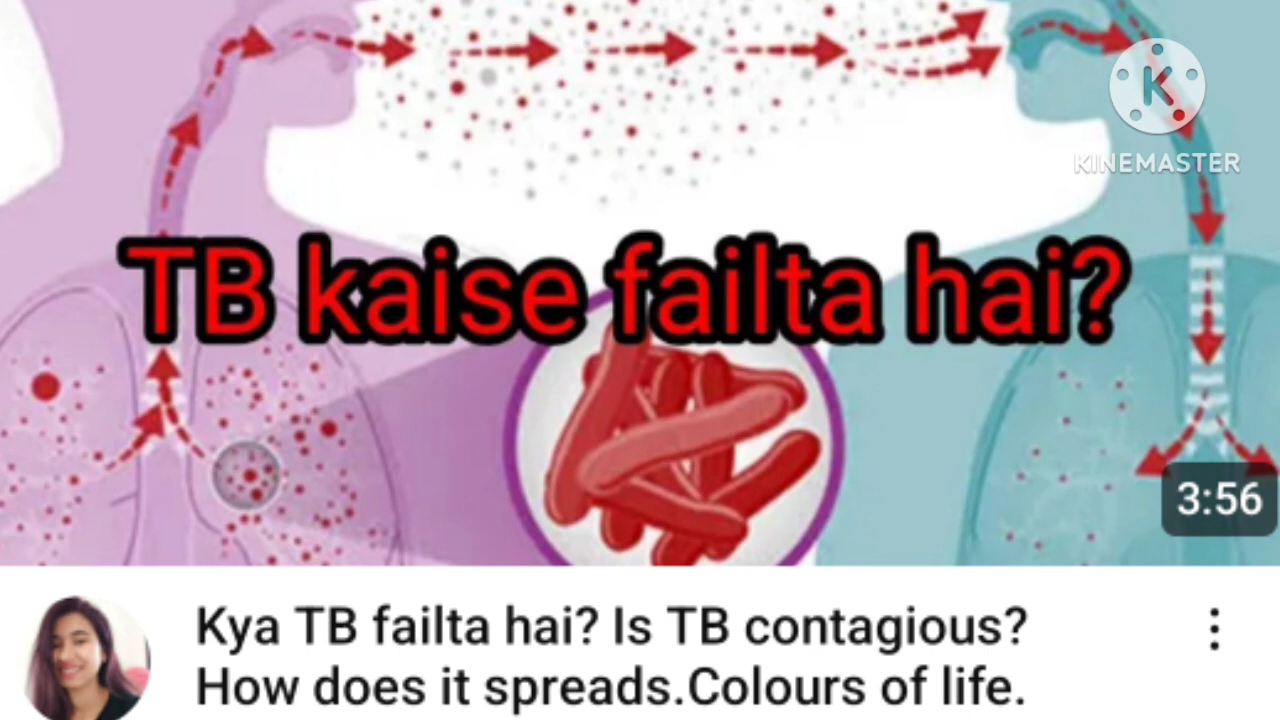 K
KINEMASTER
TB kaise failta hai?
3:56
Kya TB failta hai? Is TB contagious?
How does it spreads.Colours of life.